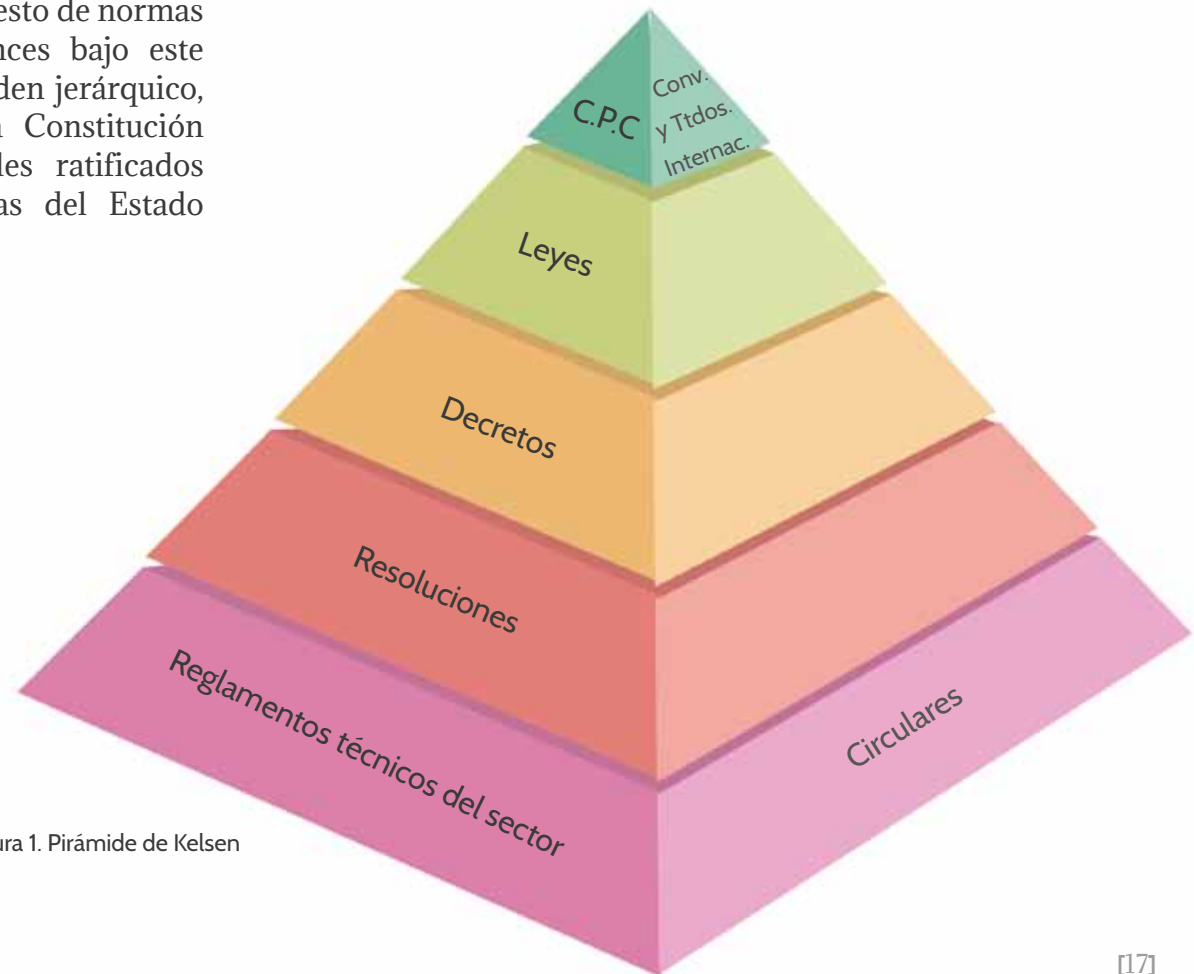 esto de normas
nces bajo este
den jerárquico,
Constitución
les ratificados
as del Estado
C.P.C
Conv.
y Ttdos.
Internac.
Leyes
Decretos
Resoluciones
Reglamentos técnicos del sector
Circulares
ura 1. Pirámide de Kelsen
[17]